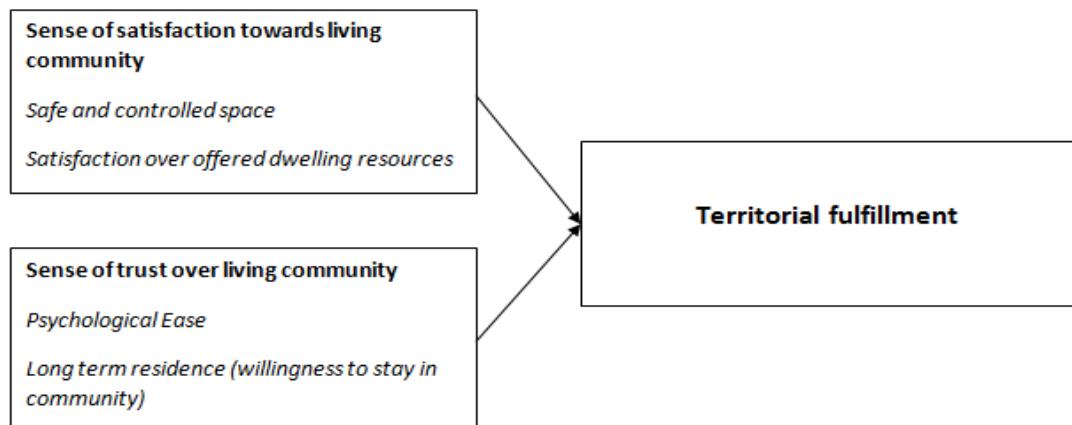 Sense of satisfaction towards living
community
Safe and controlled space
Satisfaction over offered dwelling resources
Territorial fulfillment
Sense of trust over living community
Psychological Ease
Long term residence (willingness to stay in
community)